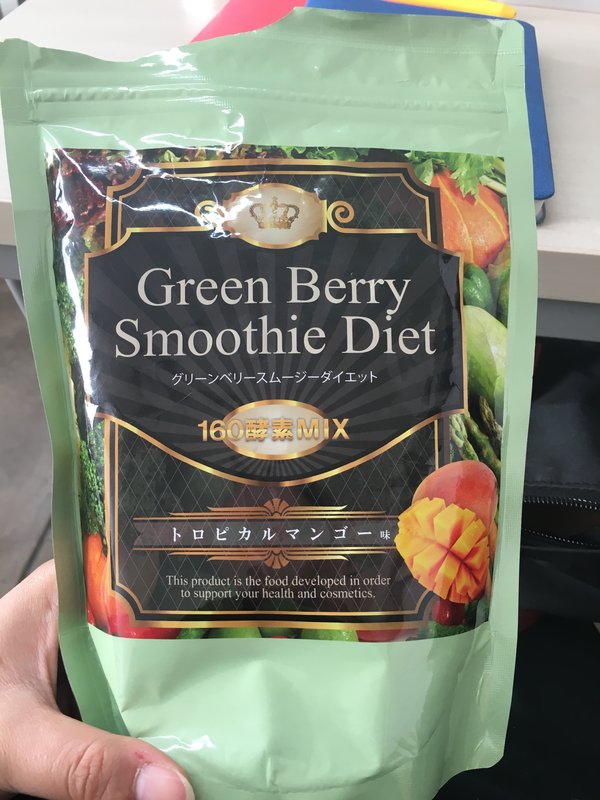 Green Berry
Smoothie Diet
グリーンベリースムージーダイエット
160酵素MIX
トロピカルマンゴー味
This product is the food developed in order
to support your health and cosmetics.